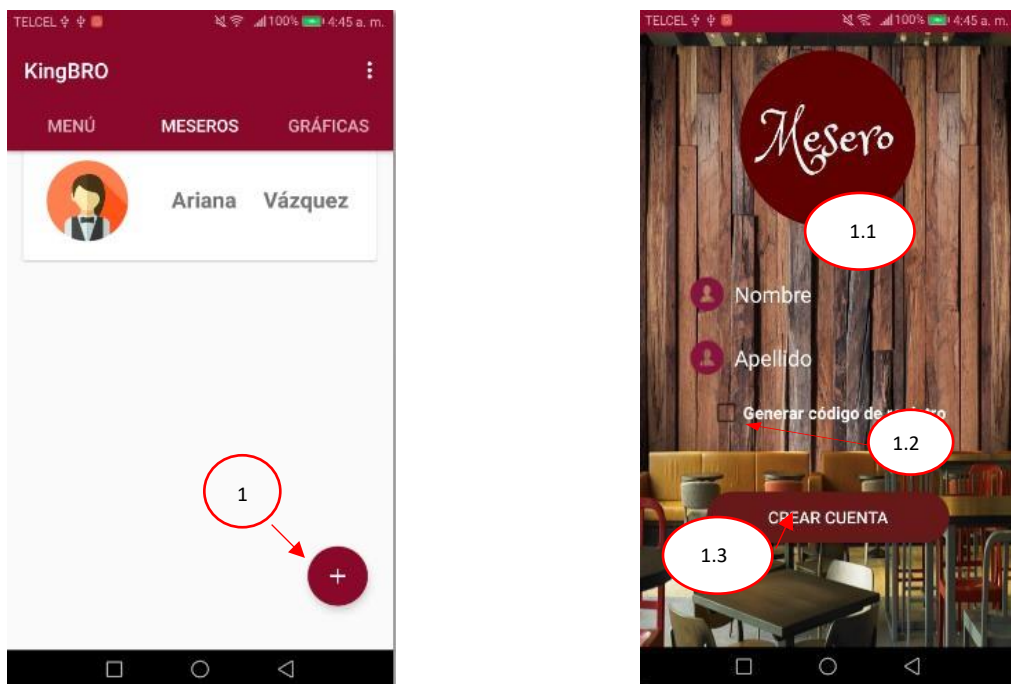 TELCEL 100% 4:45 a. m.
KingBRO
MENÚ MESEROS GRÁFICAS
Ariana Vázquez
1
+
TELCEL 100% 4:45 a. m.
Mesero
1.1
Nombre
Apellido
Generar código de
1.2
CREAR CUENTA
1.3